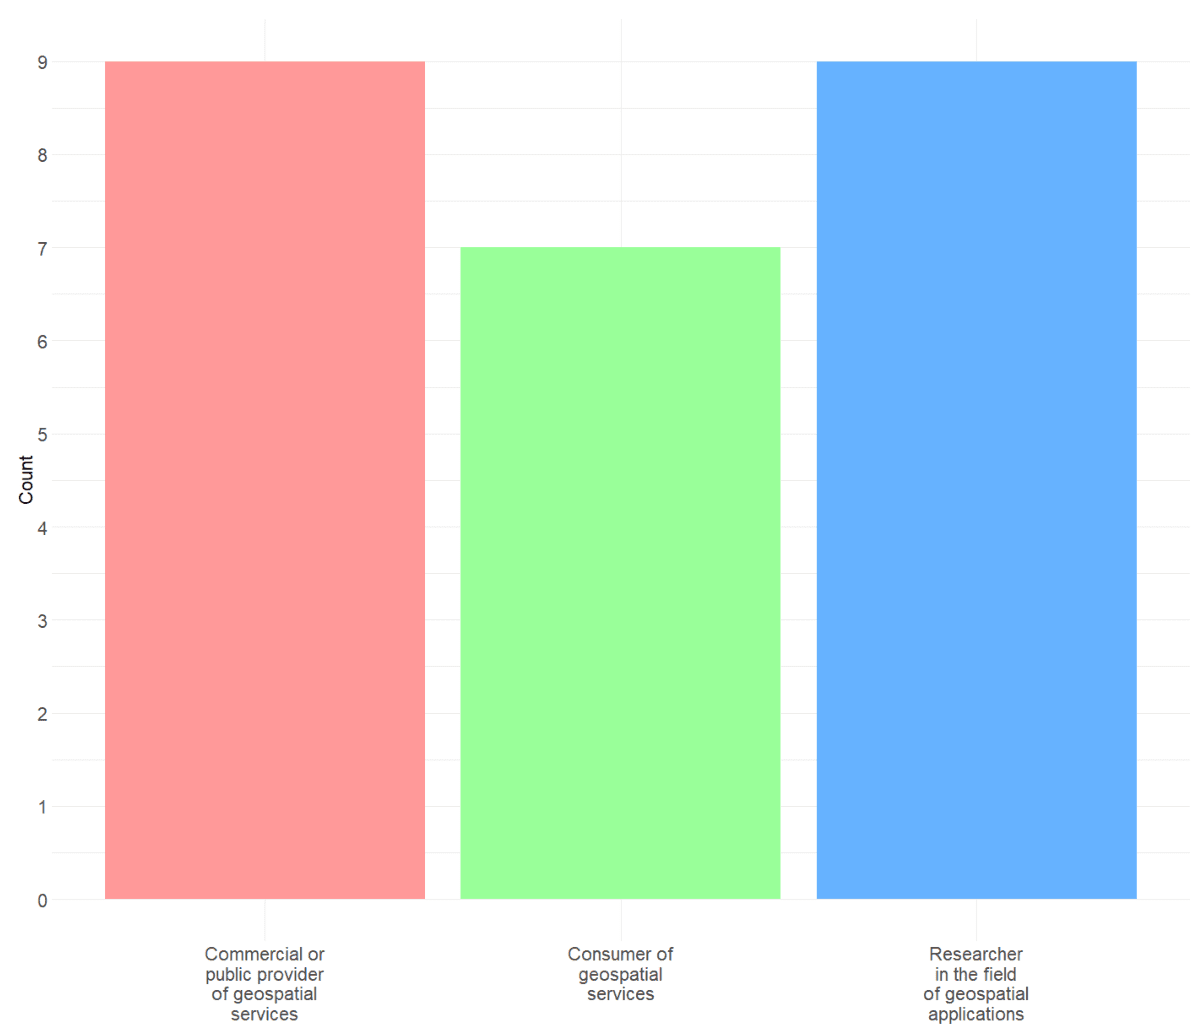 9
8
7
6
5
4
3
2
1
0
Count
Commercial or
public provider
of geospatial
services
Consumer of
geospatial
services
Researcher
in the field
of geospatial
applications